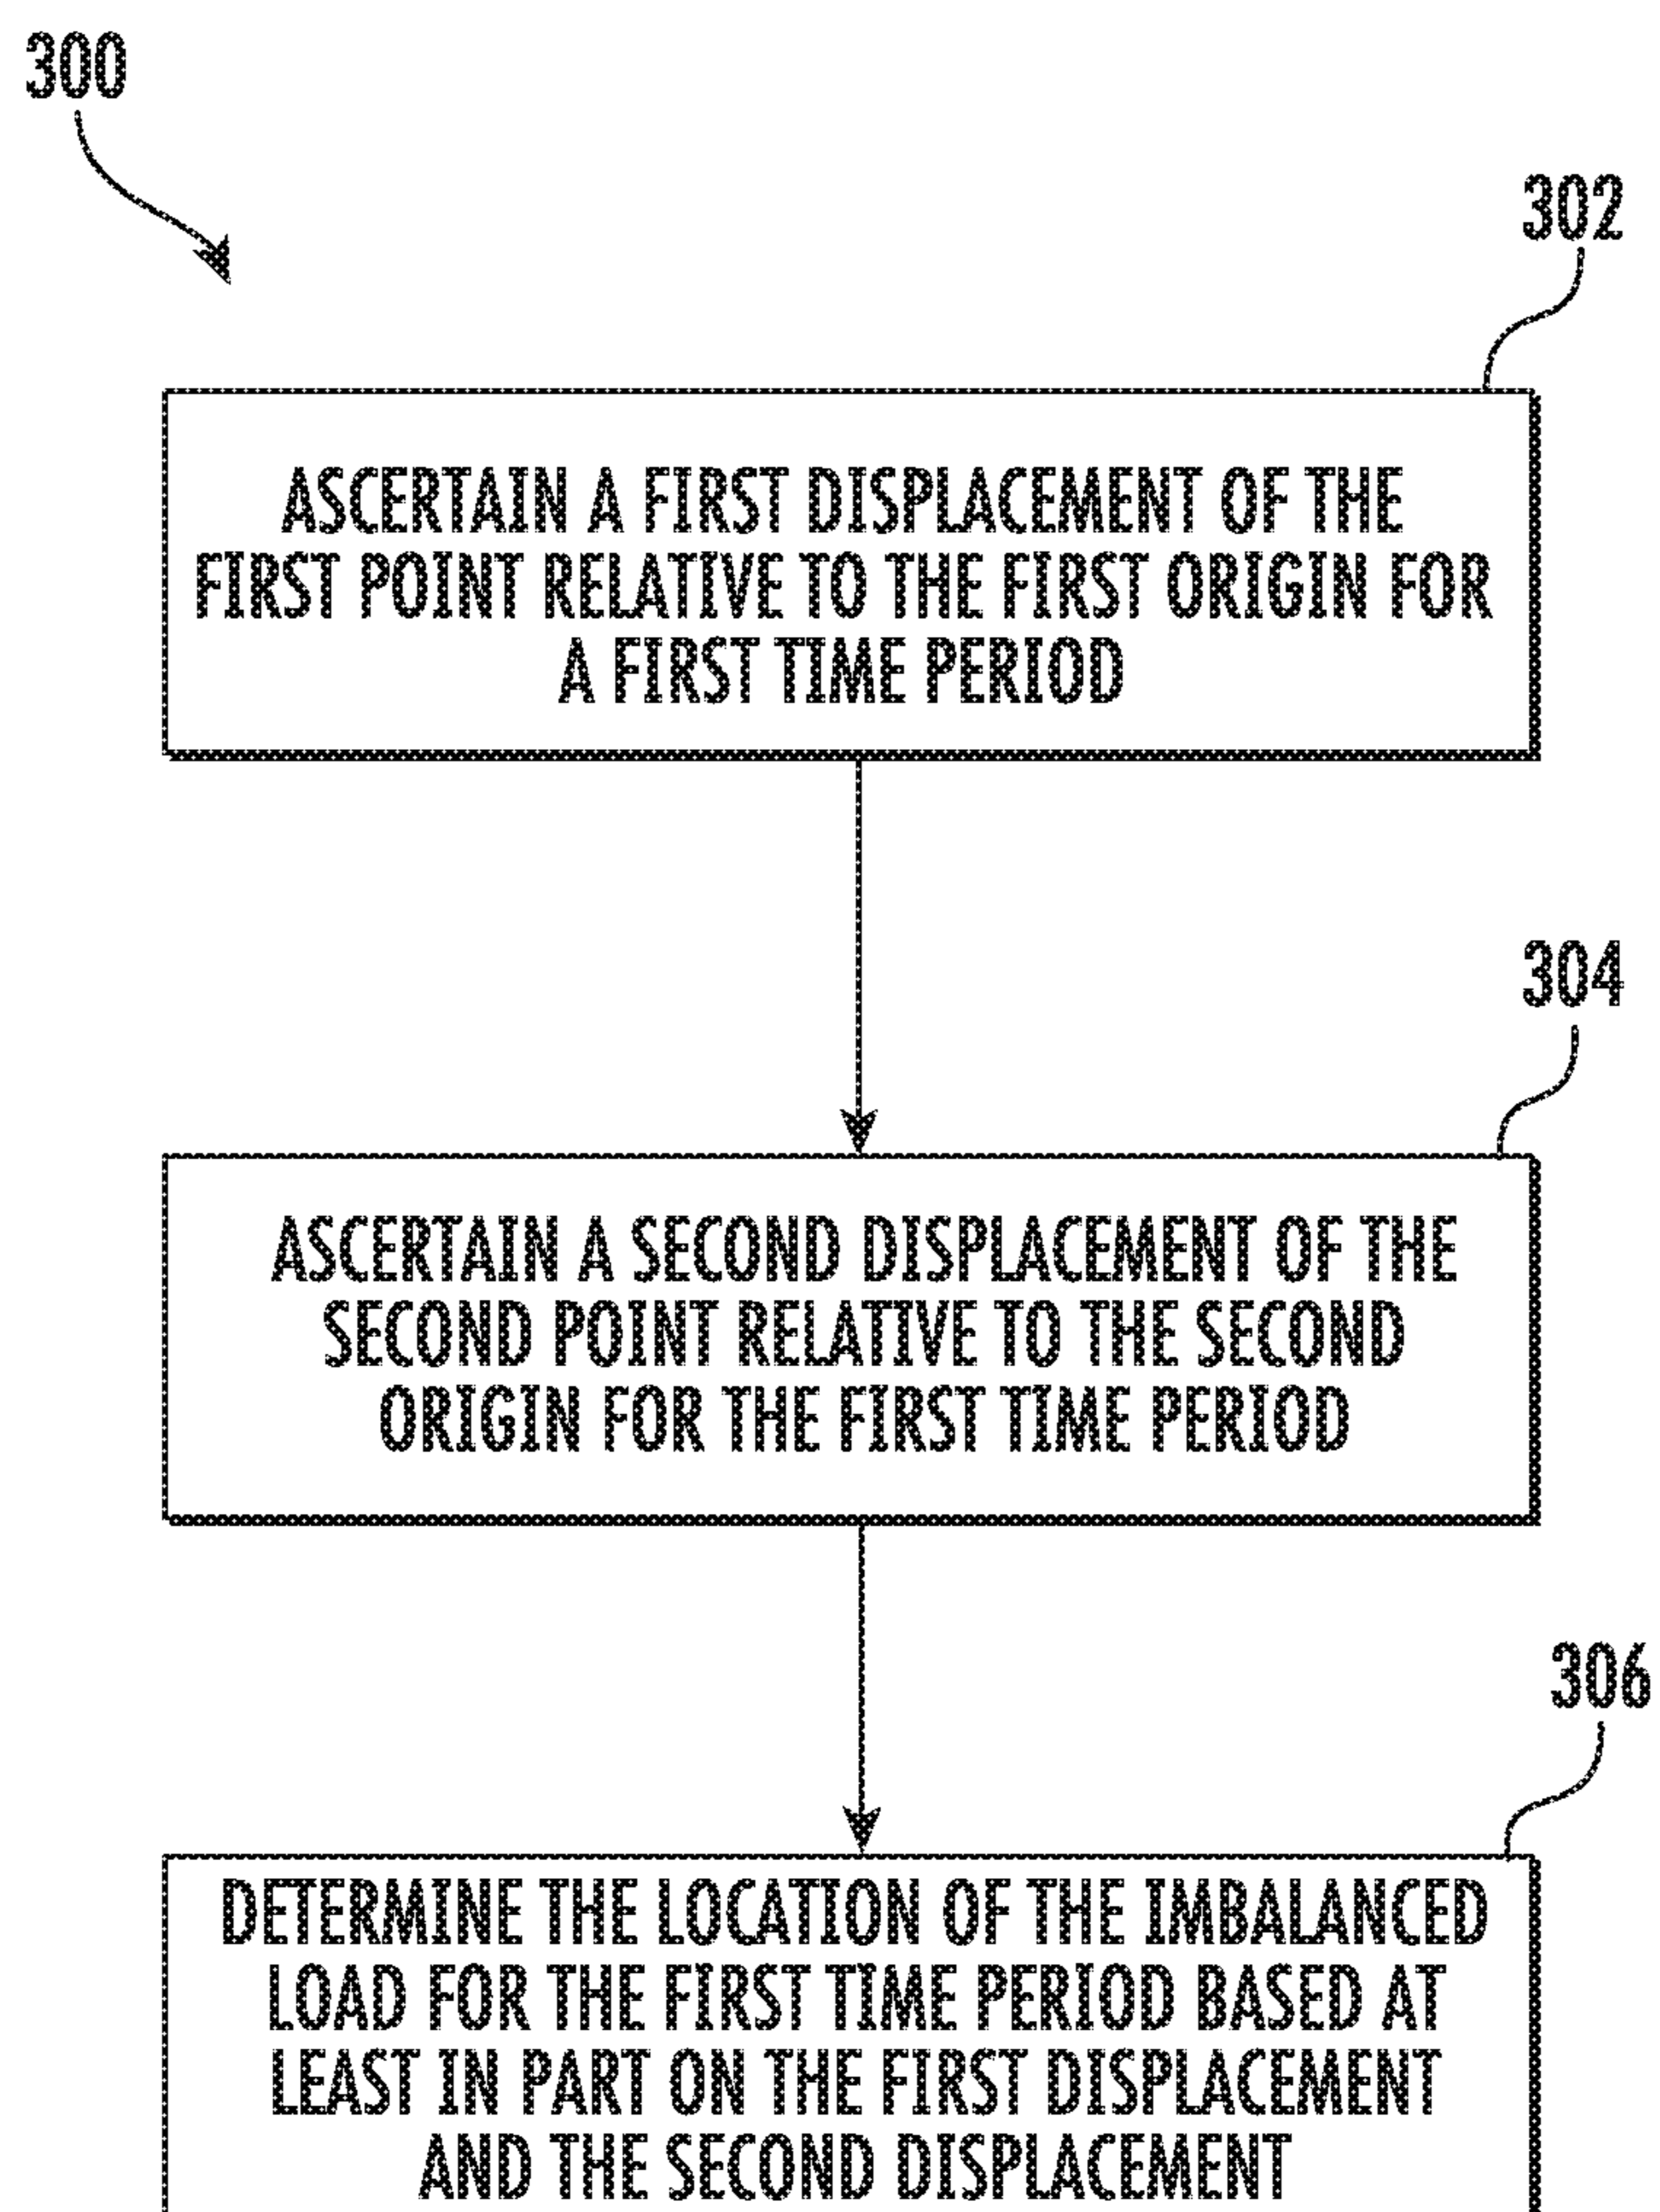 300
302
ASCERTAIN A FIRST DISPLACEMENT OF THE
FIRST POINT RELATIVE TO THE FIRST ORIGIN FOR
A FIRST TIME PERIOD
304
ASCERTAIN A SECOND DISPLACEMENT OF THE
SECOND POINT RELATIVE TO THE SECOND
ORIGIN FOR THE FIRST TIME PERIOD
306
DETERMINE THE LOCATION OF THE IMBALANCED
LOAD FOR THE FIRST TIME PERIOD BASED AT
LEAST IN PART ON THE FIRST DISPLACEMENT
AND THE SECOND DISPLACEMENT